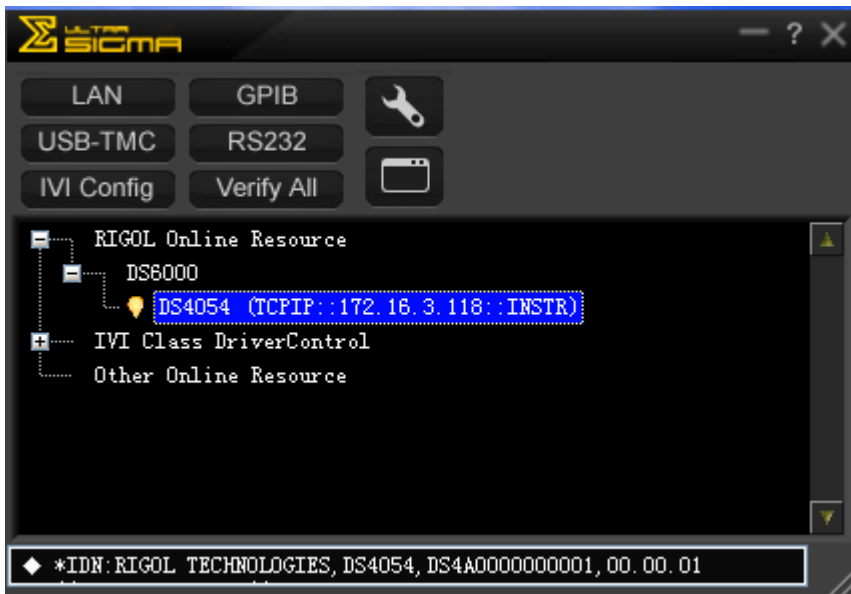 ULTRA
SIGMA
?
LAN GPIB
USB-TMC RS232
IVI Config Verify All
RIGOL Online Resource
DS6000
DS4054 (TCPIP::172.16.3.118::INSTR)
IVI Class DriverControl
Other Online Resource
*IDN:RIGOL TECHNOLOGIES,DS4054,DS4A0000000001,00.00.01